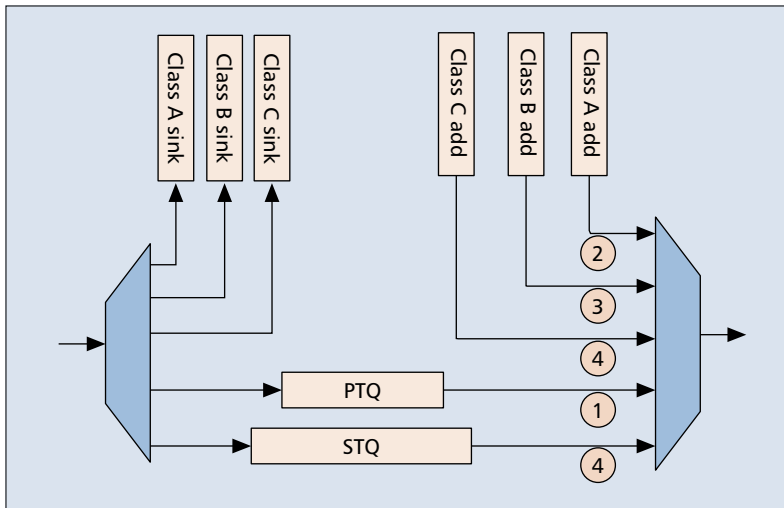 Class A sink
Class B sink
Class C sink
Class C add
Class B add
Class A add
2
3
4
PTQ
1
STQ
4